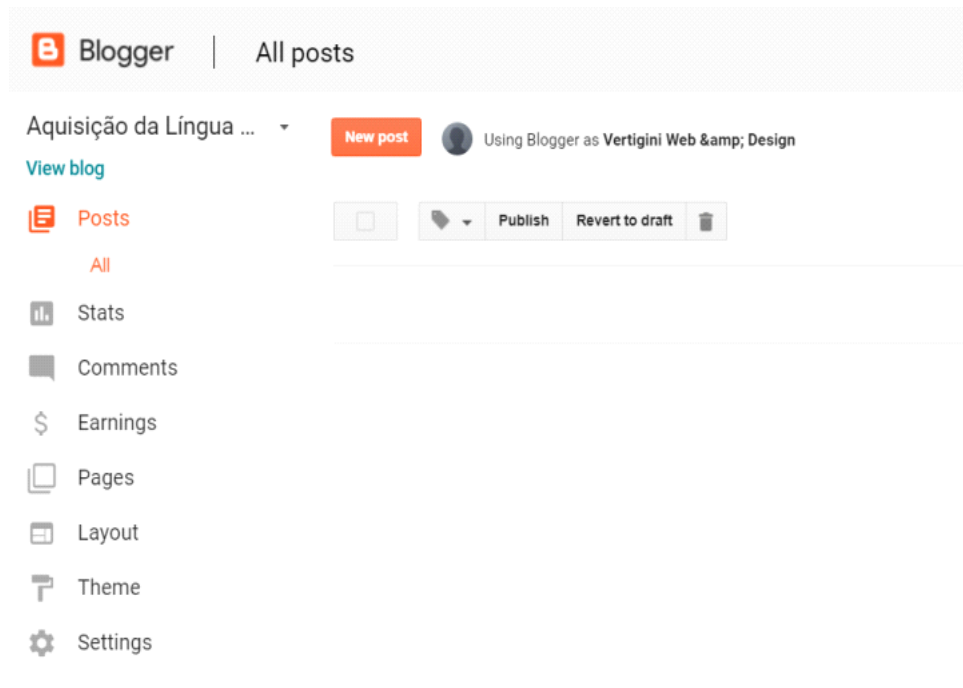 Blogger
All posts
Aquisição da Língua ...
View blog
New post
Using Blogger as Vertigini Web &amp; Design
Posts
All
Publish
Revert to draft
Stats
Comments
Earnings
Pages
Layout
Theme
Settings